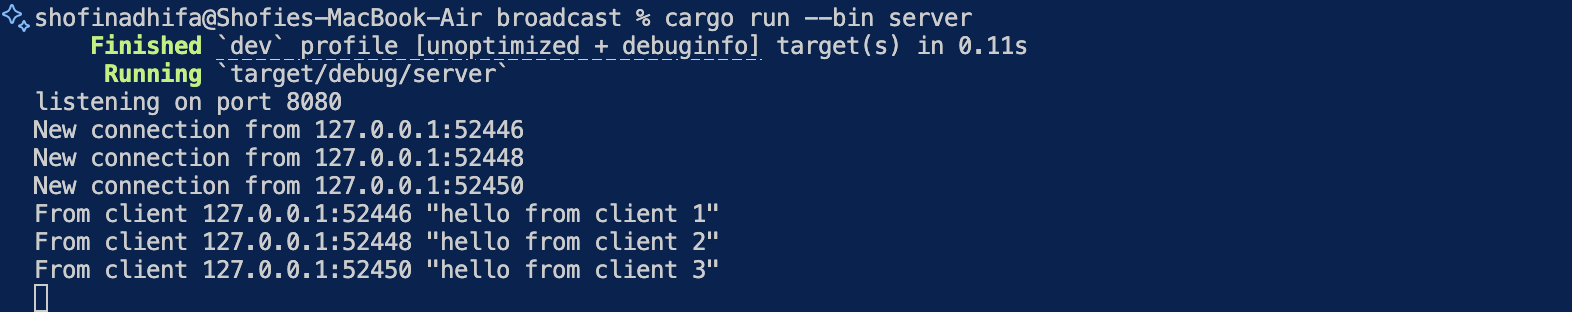 shofinadhifa@Shofies-MacBook-Air broadcast % cargo run --bin server
Finished `dev` profile [unoptimized + debuginfo] target(s) in 0.11s
Running `target/debug/server`
listening on port 8080
New connection from 127.0.0.1:52446
New connection from 127.0.0.1:52448
New connection from 127.0.0.1:52450
From client 127.0.0.1:52446 "hello from client 1"
From client 127.0.0.1:52448 "hello from client 2"
From client 127.0.0.1:52450 "hello from client 3"